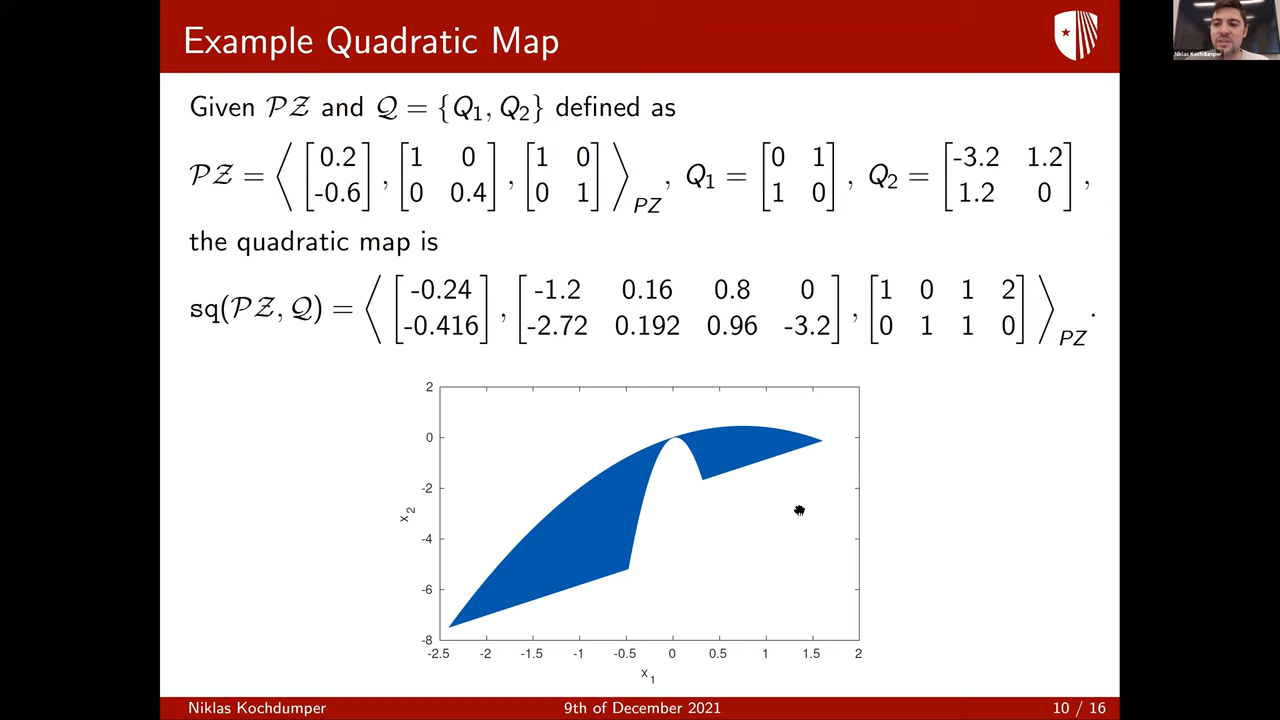 Example Quadratic Map
Niklas Kochdumper
Given PZ and Q = {Q1, Q2} defined as
PZ = ⟨ [0.2 -0.6], [1 0 0 0.4], [1 0 0 1] ⟩PZ, Q1 = [0 1 1 0], Q2 = [-3.2 1.2 1.2 0],
the quadratic map is
sq(PZ, Q) = ⟨ [-0.24 -0.416], [-1.2 0.16 0.8 0 -2.72 0.192 0.96 -3.2], [1 0 1 2 0 1 1 0] ⟩PZ.
2
0
-2
-4
-6
-8
x2
-2.5 -2 -1.5 -1 -0.5 0 0.5 1 1.5 2
x1
Niklas Kochdumper 9th of December 2021 10 / 16